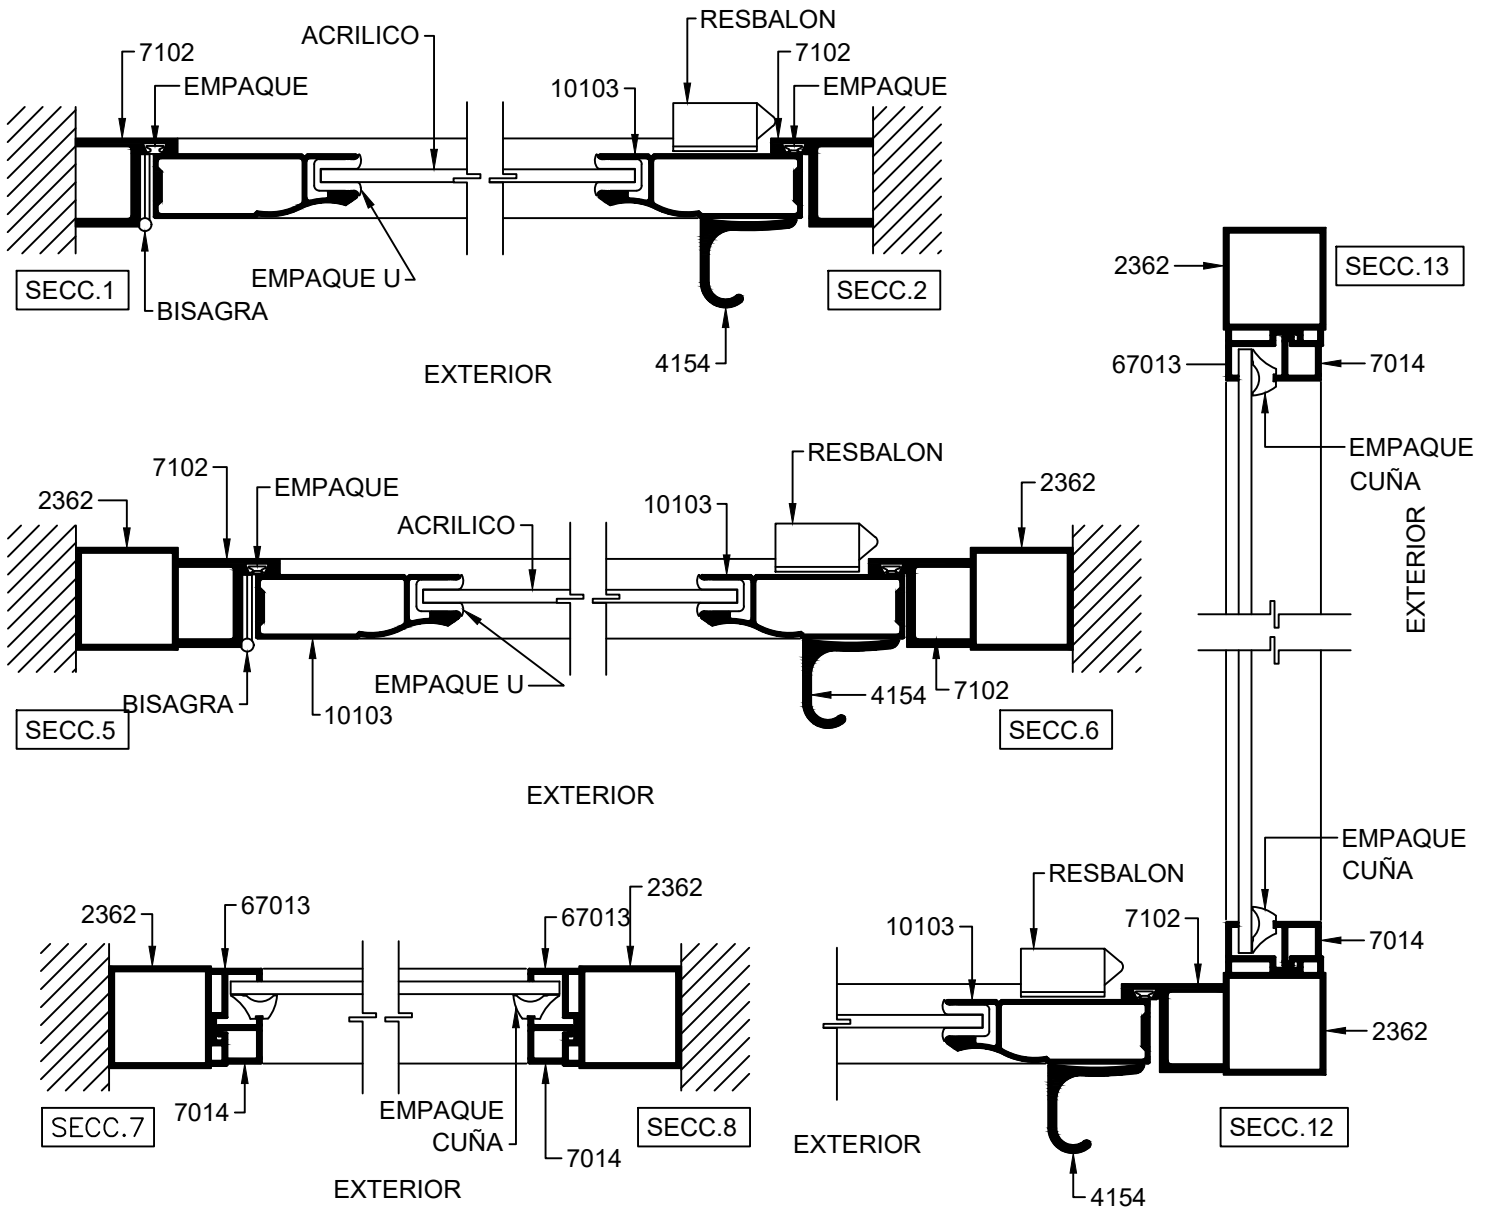 RESBALON
ACRILICO
7102
7102
EMPAQUE
10103
EMPAQUE
SECC.1
EMPAQUE U
SECC.2
BISAGRA
4154
EXTERIOR
2362
SECC.13
67013
7014
EMPAQUE
CUÑA
EXTERIOR
RESBALON
7102
2362
EMPAQUE
ACRILICO
10103
2362
EMPAQUE U
BISAGRA
10103
4154
7102
SECC.5
SECC.6
EXTERIOR
EMPAQUE
CUÑA
2362
67013
67013
2362
7014
EMPAQUE
CUÑA
7014
SECC.7
SECC.8
EXTERIOR
RESBALON
10103
7102
7014
2362
EXTERIOR
SECC.12
4154